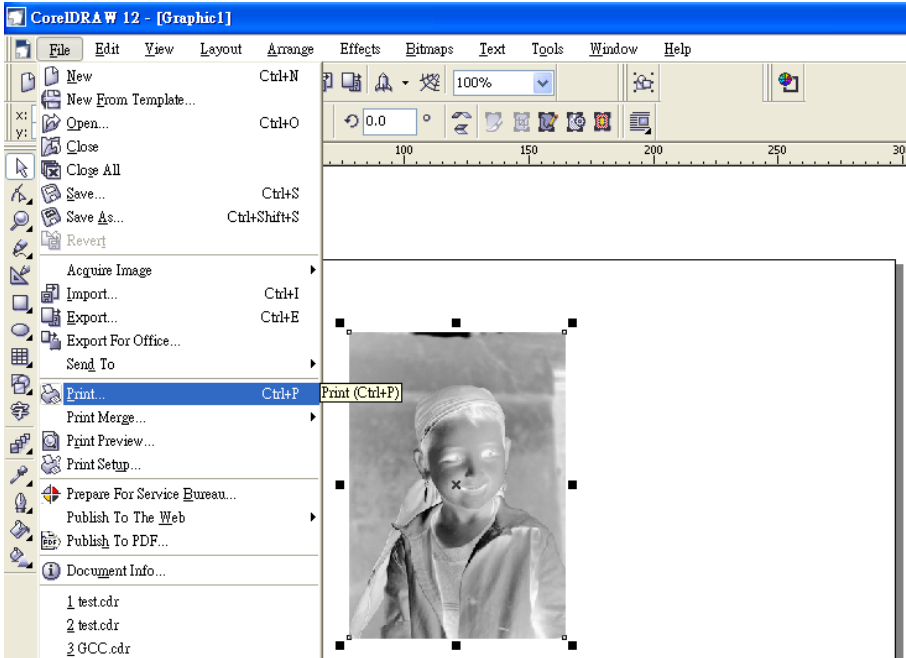 CorelDRAW 12 - [Graphic1]
File Edit View Layout Arrange Effects Bitmaps Text Tools Window Help
New Ctrl+N
100%
New From Template...
x:
y:
Open... Ctrl+O
0.0 °
Close
100 150 200 250 30
Close All
Save... Ctrl+S
Save As... Ctrl+Shift+S
Revert
Acquire Image
Import... Ctrl+I
Export... Ctrl+E
Export For Office...
Send To
Print... Ctrl+P
Print (Ctrl+P)
Print Merge...
字
Print Preview...
Print Setup...
Prepare For Service Bureau...
Publish To The Web
PDF
Publish To PDF...
Document Info...
1 test.cdr
2 test.cdr
3 GCC.cdr